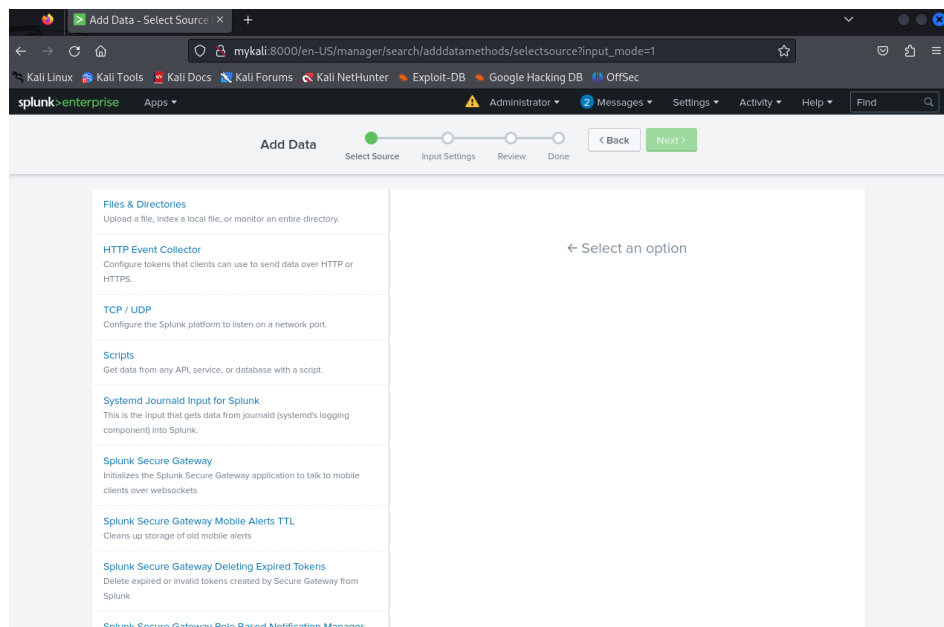 Add Data - Select Source
mykali:8000/en-US/manager/search/adddatamethods/selectsource?input_mode=1
Kali Linux Kali Tools Kali Docs Kali Forums Kali NetHunter Exploit-DB Google Hacking DB OffSec
splunk>enterprise Apps Administrator 2 Messages Settings Activity Help Find
Add Data Select Source Input Settings Review Done < Back Next >
Files & Directories
Upload a file, index a local file, or monitor an entire directory.
← Select an option
HTTP Event Collector
Configure tokens that clients can use to send data over HTTP or
HTTPS.
TCP / UDP
Configure the Splunk platform to listen on a network port.
Scripts
Get data from any API, service, or database with a script.
Systemd Journald Input for Splunk
This is the input that gets data from journald (systemd's logging
component) into Splunk.
Splunk Secure Gateway
Initializes the Splunk Secure Gateway application to talk to mobile
clients over websockets
Splunk Secure Gateway Mobile Alerts TTL
Cleans up storage of old mobile alerts
Splunk Secure Gateway Deleting Expired Tokens
Delete expired or invalid tokens created by Secure Gateway from
Splunk
Splunk Secure Gateway Role Based Notification Manager